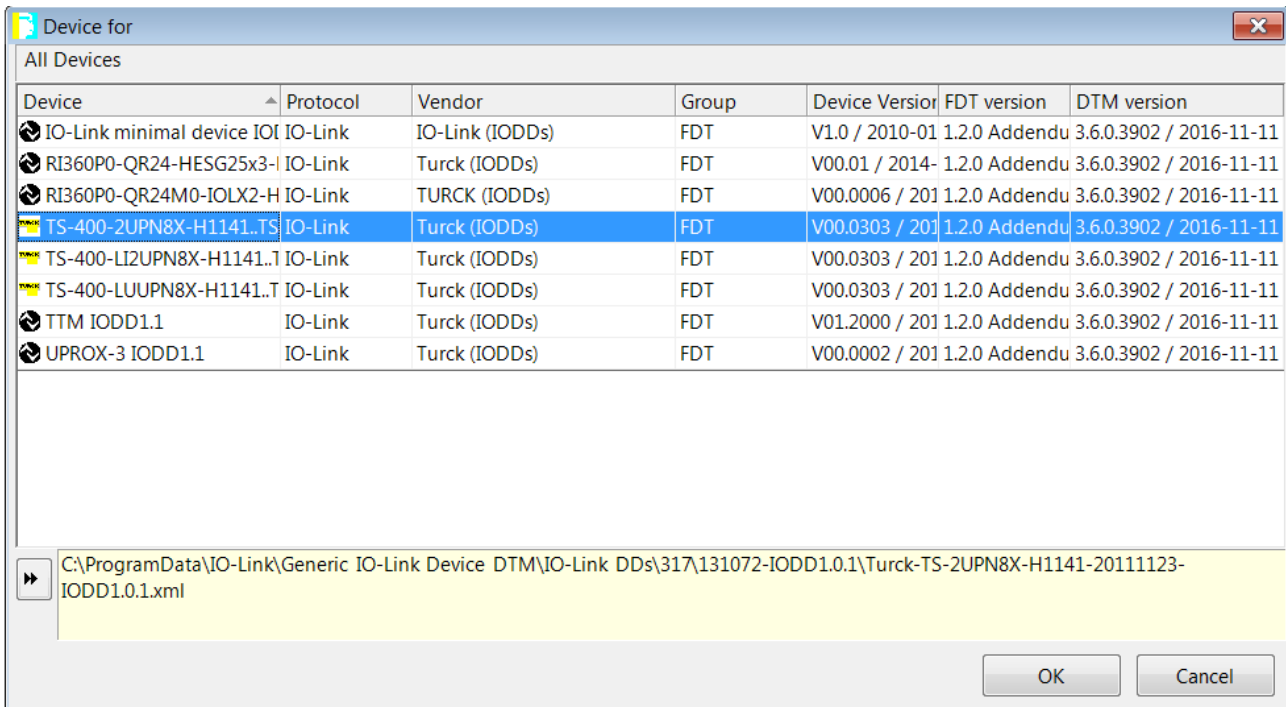 Device for
All Devices
Device Protocol Vendor Group Device Version FDT version DTM version
IO-Link minimal device IO IO-Link IO-Link (IODDs) FDT V1.0 / 2010-01 1.2.0 Addendu 3.6.0.3902 / 2016-11-11
RI360P0-QR24-HESG25x3- IO-Link Turck (IODDs) FDT V00.01 / 2014- 1.2.0 Addendu 3.6.0.3902 / 2016-11-11
RI360P0-QR24M0-IOLX2-H IO-Link TURCK (IODDs) FDT V00.0006 / 201 1.2.0 Addendu 3.6.0.3902 / 2016-11-11
TURCK TS-400-2UPN8X-H1141..TS IO-Link Turck (IODDs) FDT V00.0303 / 201 1.2.0 Addendu 3.6.0.3902 / 2016-11-11
TURCK TS-400-LI2UPN8X-H1141..T IO-Link Turck (IODDs) FDT V00.0303 / 201 1.2.0 Addendu 3.6.0.3902 / 2016-11-11
TURCK TS-400-LUUPN8X-H1141..T IO-Link Turck (IODDs) FDT V00.0303 / 201 1.2.0 Addendu 3.6.0.3902 / 2016-11-11
TTM IODD1.1 IO-Link Turck (IODDs) FDT V01.2000 / 201 1.2.0 Addendu 3.6.0.3902 / 2016-11-11
UPROX-3 IODD1.1 IO-Link Turck (IODDs) FDT V00.0002 / 201 1.2.0 Addendu 3.6.0.3902 / 2016-11-11
C:\ProgramData\IO-Link\Generic IO-Link Device DTM\IO-Link DDs\317\131072-IODD1.0.1\Turck-TS-2UPN8X-H1141-20111123-
IODD1.0.1.xml
OK Cancel